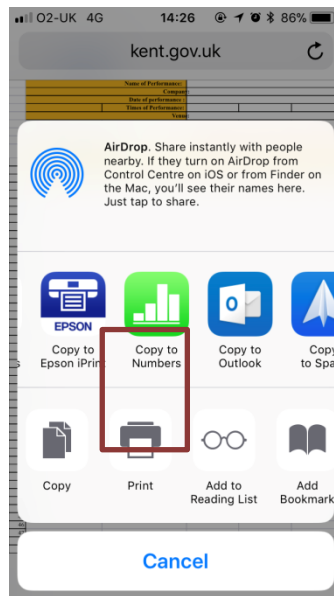 O2-UK 4G 14:26 86%
kent.gov.uk
Name of Performance:
Company:
Date of performance :
Times of Performance:
Venue:
AirDrop. Share instantly with people
nearby. If they turn on AirDrop from
Control Centre on iOS or from Finder on
the Mac, you'll see their names here.
Just tap to share.
EPSON
Copy to Epson iPrint
Copy to Numbers
Copy to Outlook
Copy to Spa
Copy
Print
Add to Reading List
Add Bookmark
Cancel